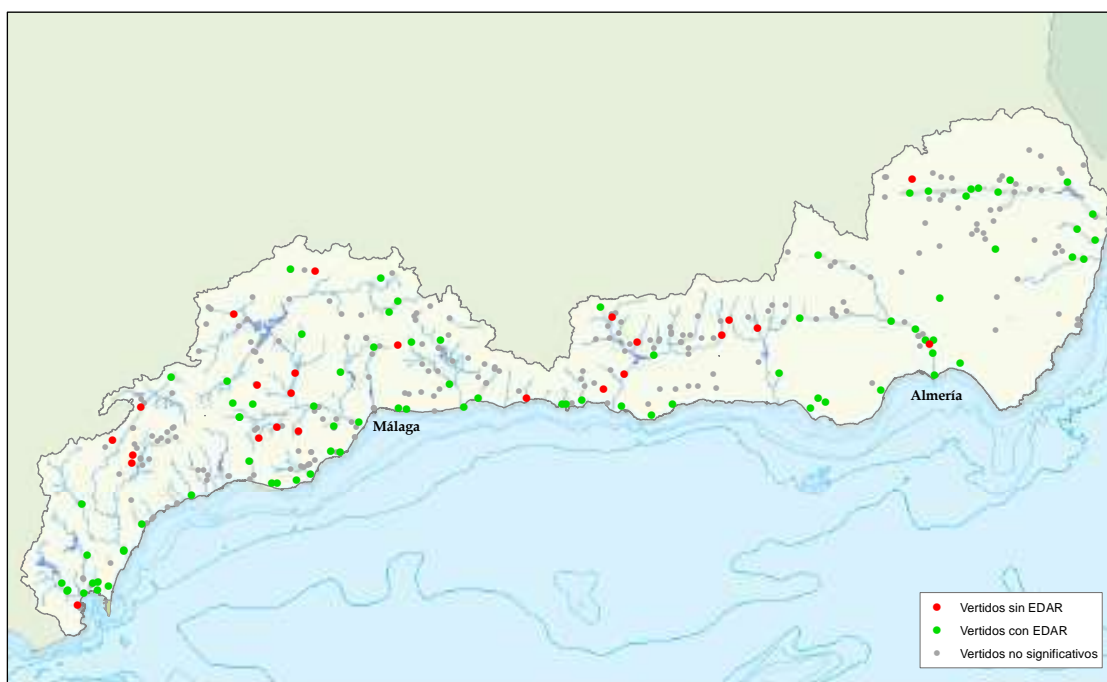 Málaga
Almería
Vertidos sin EDAR
Vertidos con EDAR
Vertidos no significativos